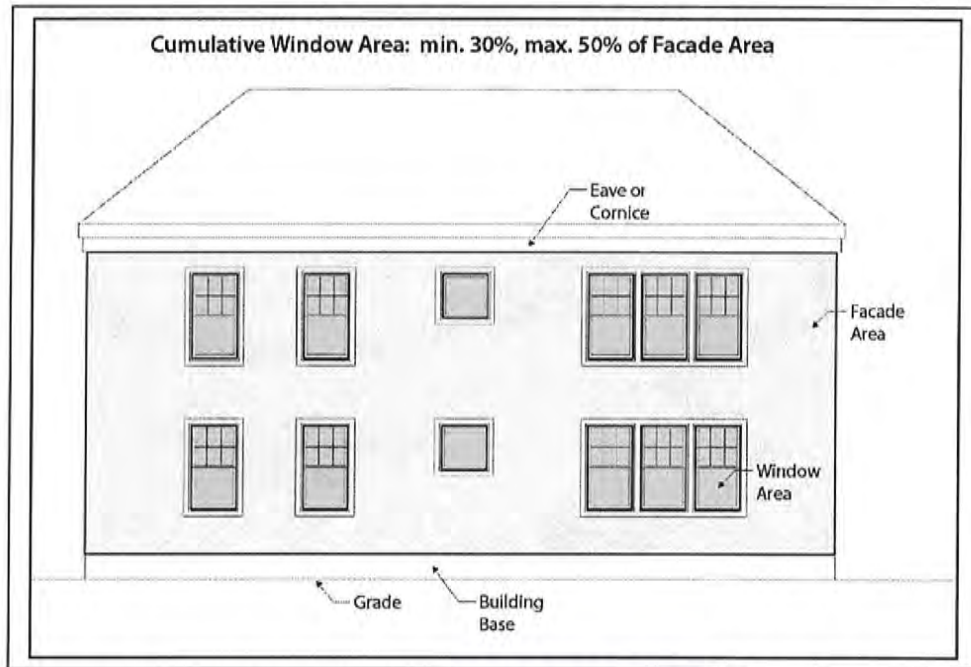 Cumulative Window Area: min. 30%, max. 50% of Facade Area
Eave or
Cornice
Facade
Area
Window
Area
Grade
Building
Base